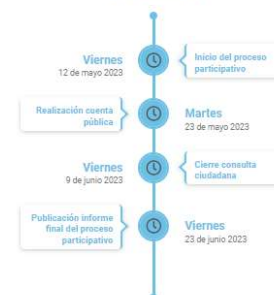 Viernes
12 de mayo 2023
Inicio del proceso
participativo
Realización cuenta
pública
Martes
23 de mayo 2023
Viernes
9 de junio 2023
Cierre consulta
ciudadana
Publicación informe
final del proceso
participativo
Viernes
23 de junio 2023